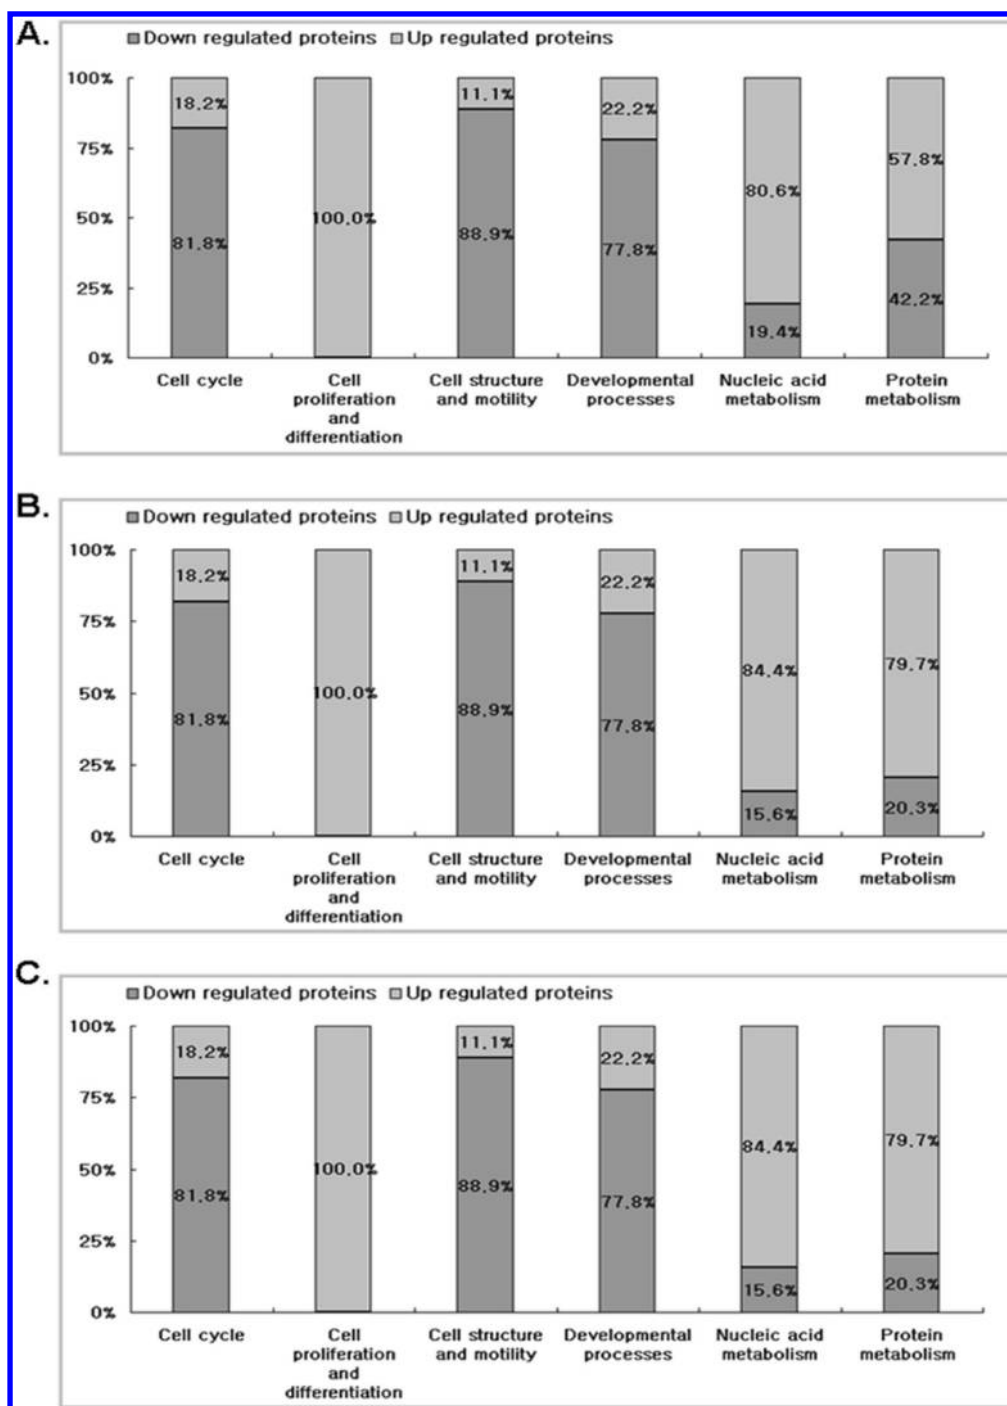 A.
Down regulated proteins Up regulated proteins
100%
18.2%
11.1%
22.2%
57.8%
75%
80.6%
50%
100.0%
81.8%
88.9%
77.8%
25%
42.2%
19.4%
0%
Cell cycle Cell Cell structure Developmental Nucleic acid Protein
proliferation and motility processes metabolism metabolism
and
differentiation
B.
Down regulated proteins Up regulated proteins
100%
18.2%
11.1%
22.2%
75%
84.4%
79.7%
50%
100.0%
81.8%
88.9%
77.8%
25%
15.6%
20.3%
0%
Cell cycle Cell Cell structure Developmental Nucleic acid Protein
proliferation and motility processes metabolism metabolism
and
differentiation
C.
Down regulated proteins Up regulated proteins
100%
18.2%
11.1%
22.2%
75%
84.4%
79.7%
50%
100.0%
81.8%
88.9%
77.8%
25%
15.6%
20.3%
0%
Cell cycle Cell Cell structure Developmental Nucleic acid Protein
proliferation and motility processes metabolism metabolism
and
differentiation